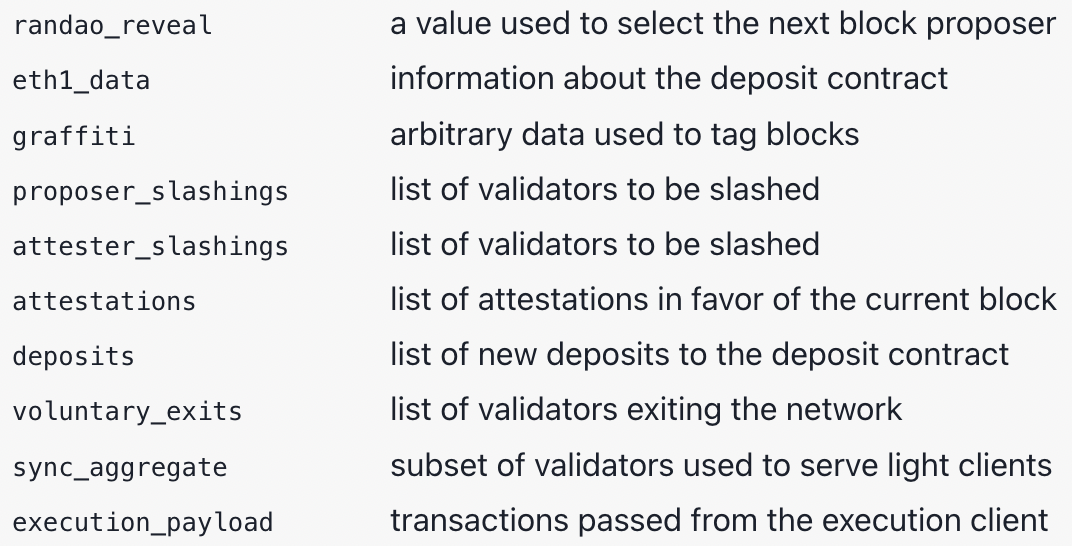 randao_reveal a value used to select the next block proposer
eth1_data information about the deposit contract
graffiti arbitrary data used to tag blocks
proposer_slashings list of validators to be slashed
attester_slashings list of validators to be slashed
attestations list of attestations in favor of the current block
deposits list of new deposits to the deposit contract
voluntary_exits list of validators exiting the network
sync_aggregate subset of validators used to serve light clients
execution_payload transactions passed from the execution client